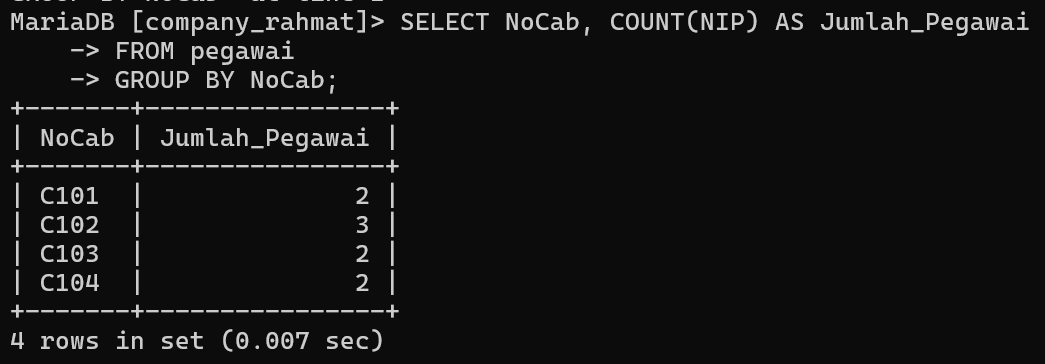 MariaDB [company_rahmat]> SELECT NoCab, COUNT(NIP) AS Jumlah_Pegawai
    -> FROM pegawai
    -> GROUP BY NoCab;
+-------+----------------+
| NoCab | Jumlah_Pegawai |
+-------+----------------+
| C101  |              2 |
| C102  |              3 |
| C103  |              2 |
| C104  |              2 |
+-------+----------------+
4 rows in set (0.007 sec)